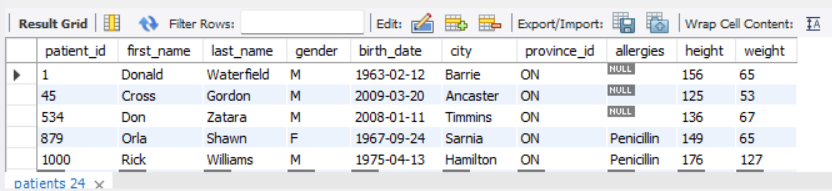 Result Grid Filter Rows: Edit: Export/Import: Wrap Cell Content: IA
patient_id first_name last_name gender birth_date city province_id allergies height weight
1 Donald Waterfield M 1963-02-12 Barrie ON NULL 156 65
45 Cross Gordon M 2009-03-20 Ancaster ON NULL 125 53
534 Don Zatara M 2008-01-11 Timmins ON NULL 136 67
879 Orla Shawn F 1967-09-24 Sarnia ON Penicillin 149 65
1000 Rick Williams M 1975-04-13 Hamilton ON Penicillin 176 127
patients 24